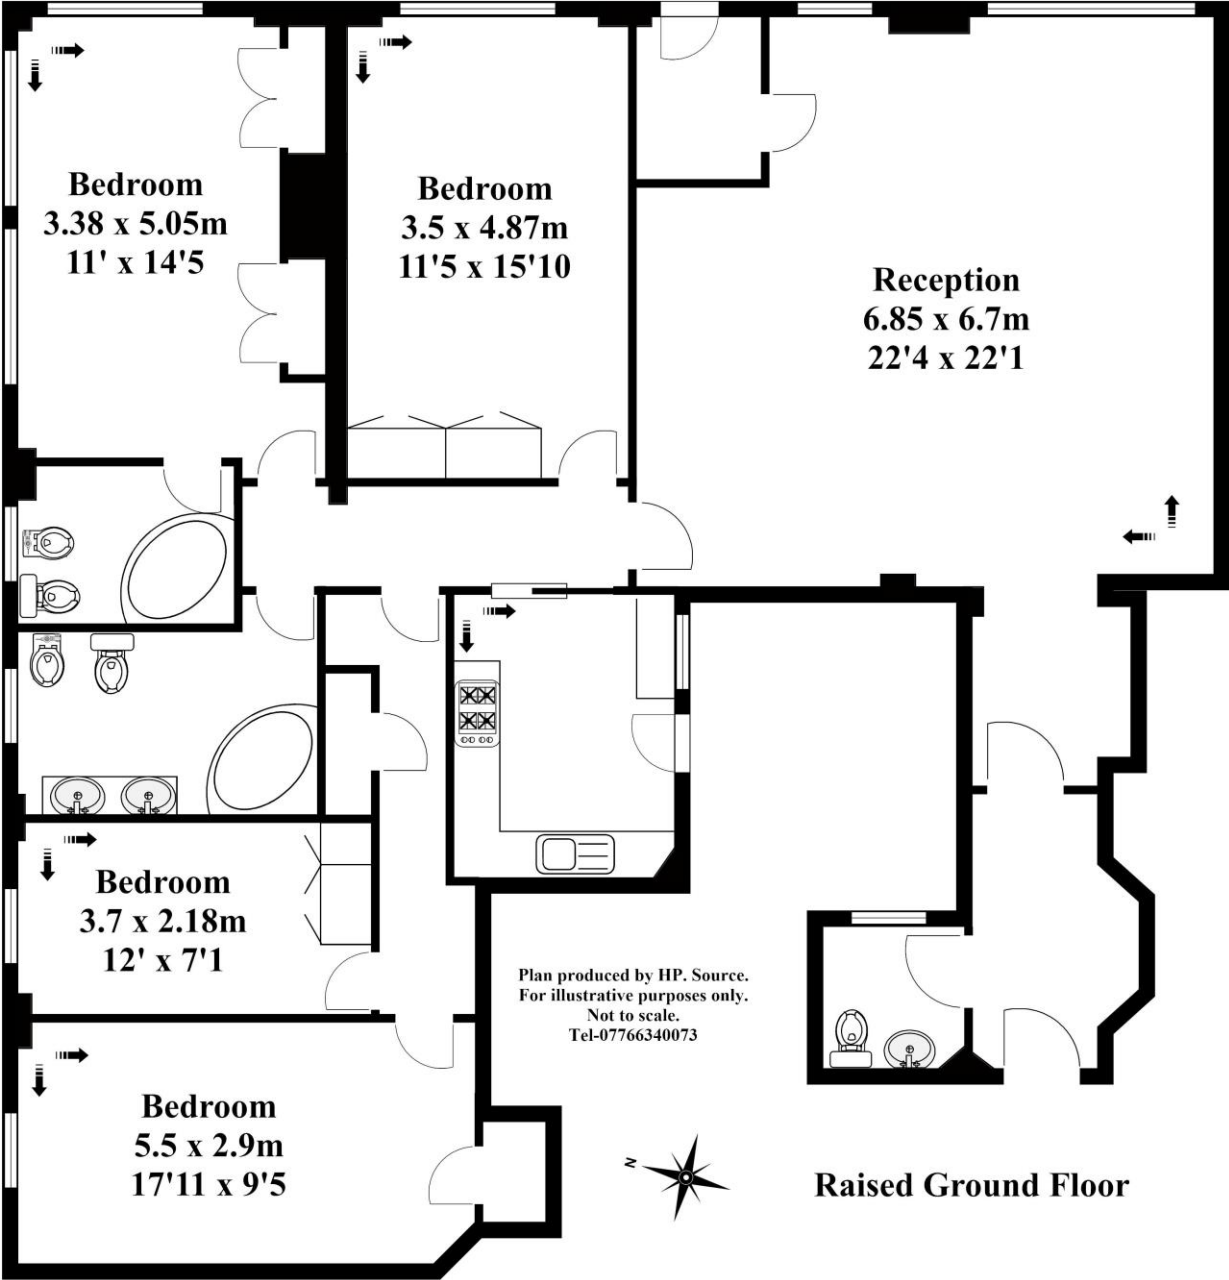 Bedroom
3.38 x 5.05m
11' x 14'5
Bedroom
3.5 x 4.87m
11'5 x 15'10
Reception
6.85 x 6.7m
22'4 x 22'1
Bedroom
3.7 x 2.18m
12' x 7'1
Plan produced by HP. Source.
For illustrative purposes only.
Not to scale.
Tel-07766340073
Bedroom
5.5 x 2.9m
17'11 x 9'5
N
Raised Ground Floor